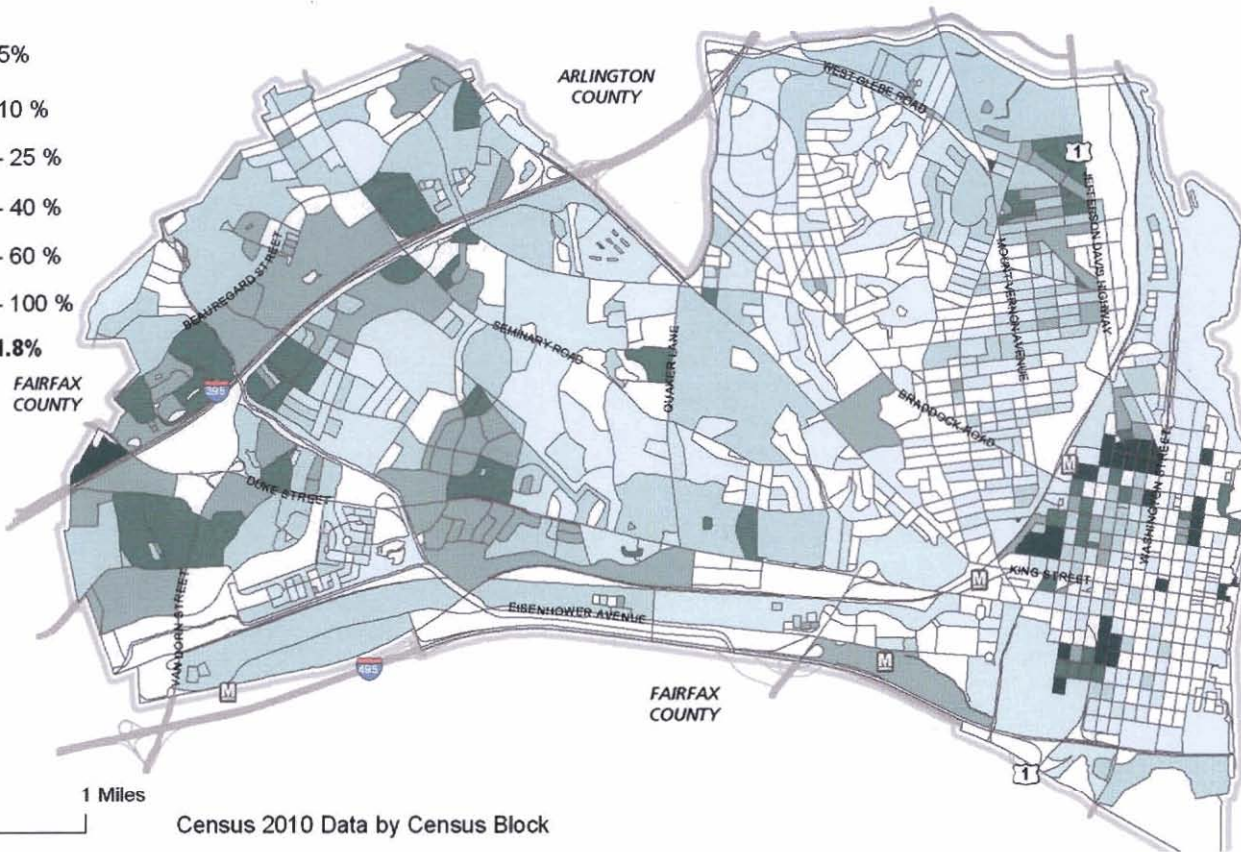 5%
10 %
- 25 %
- 40 %
- 60 %
- 100 %
1.8%
ARLINGTON
COUNTY
WEST GLEBE ROAD
1
JEFFERSON DAVIS HIGHWAY
BEAUREGARD STREET
MOUNT VERNON AVENUE
SEMINARY ROAD
QUAKER LANE
FAIRFAX
COUNTY
395
BRADDOCK ROAD
WASHINGTON STREET
M
DUKE STREET
KING STREET
M
EISENHOWER AVENUE
VAN DORN STREET
M
495
M
FAIRFAX
COUNTY
1
1 Miles
Census 2010 Data by Census Block